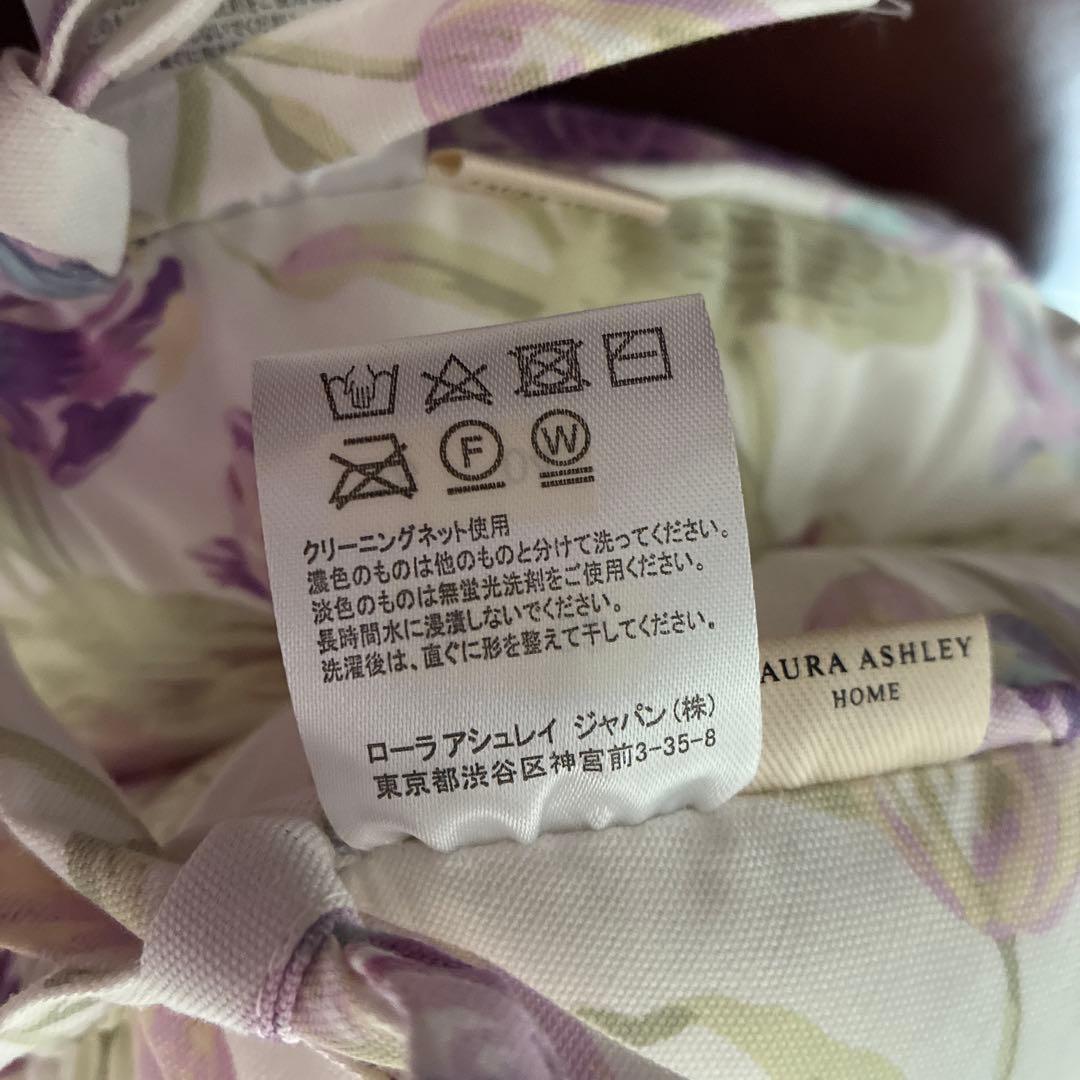 F W
クリーニングネット使用
濃色のものは他のものと分けて洗ってください。
淡色のものは無蛍光洗剤をご使用ください。
長時間水に浸漬しないでください。
洗濯後は、直ぐに形を整えて干してください。
ローラ アシュレイ ジャパン(株)
東京都渋谷区神宮前3-35-8
AURA ASHLEY
HOME